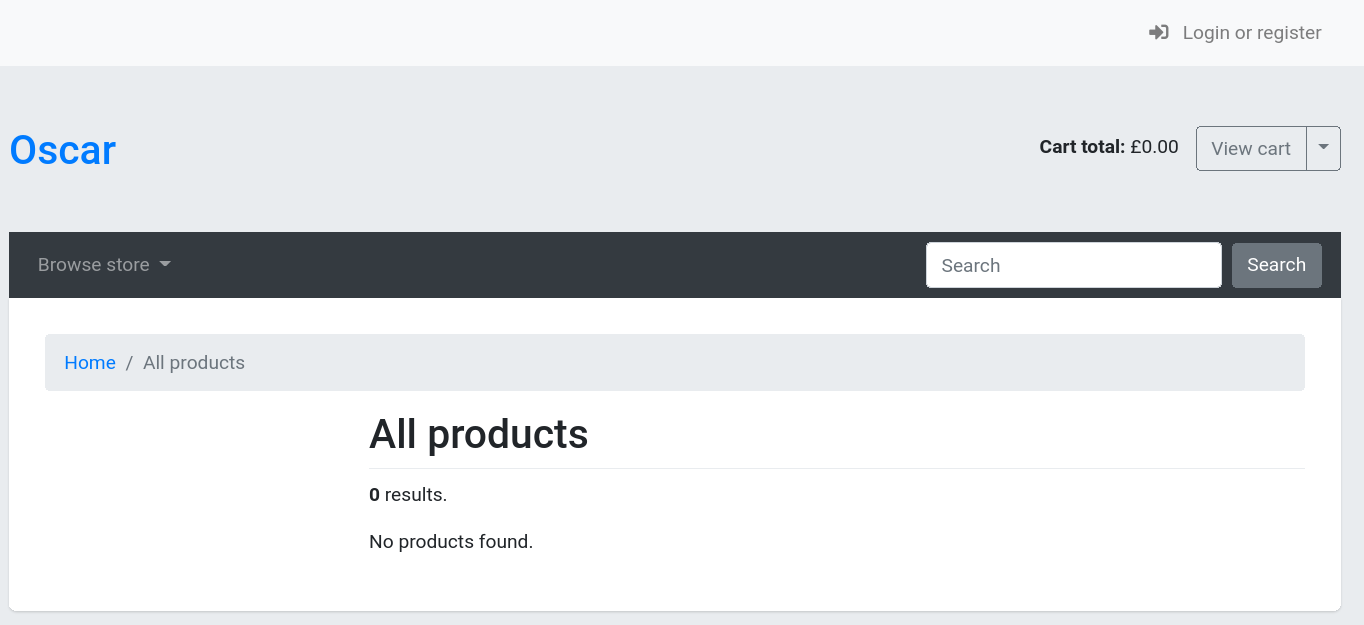 Login or register
Oscar
Cart total: £0.00 View cart
Browse store Search Search
Home / All products
All products
0 results.
No products found.